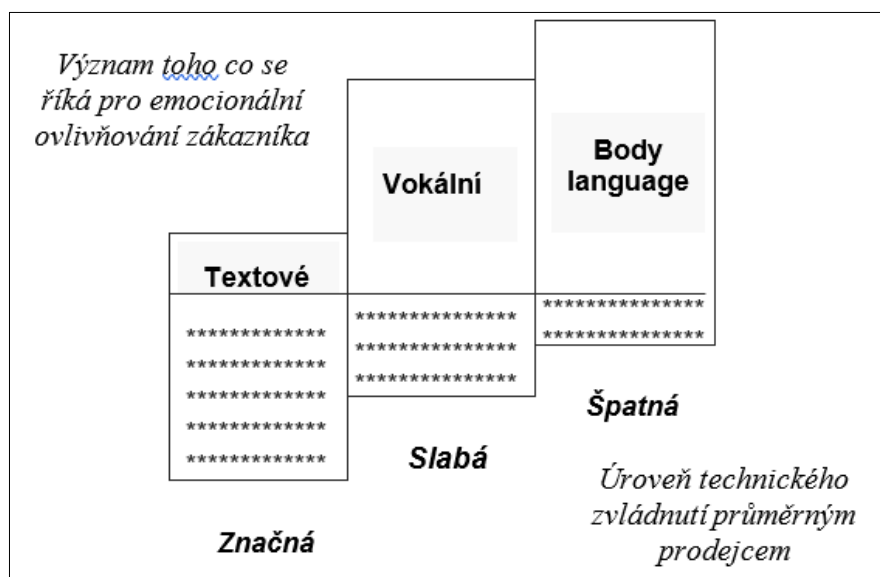 Význam toho co se
říká pro emocionální
ovlivňování zákazníka
Textové
Vokální
Body
language
*************
*************
*************
*************
*************
***************
***************
***************
***************
***************
Značná
Slabá
Špatná
Úroveň technického
zvládnutí průměrným
prodejcem